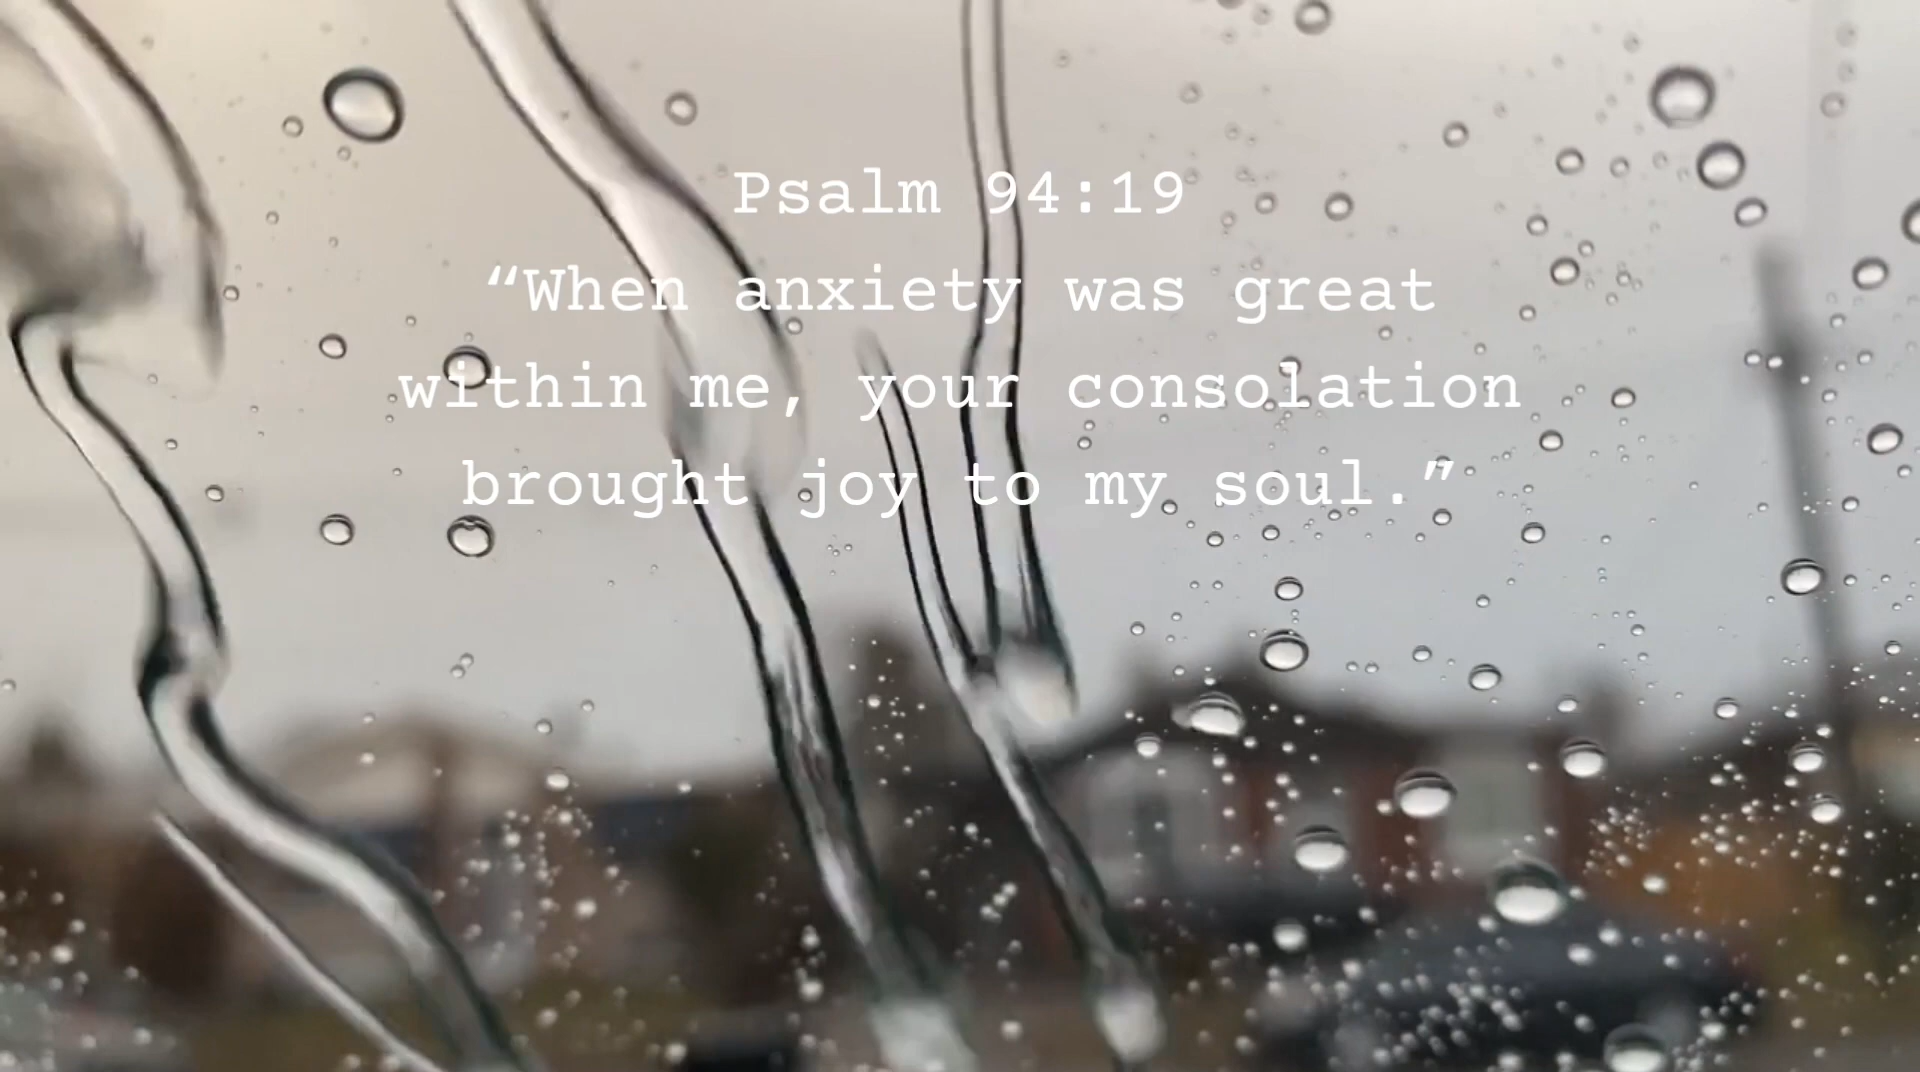 Psalm 94:19
“When anxiety was great
within me, your consolation
brought joy to my soul.”